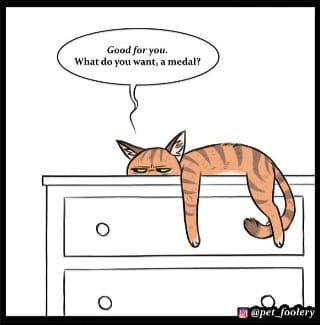 Good for you.
What do you want, a medal?
@pet_foolery